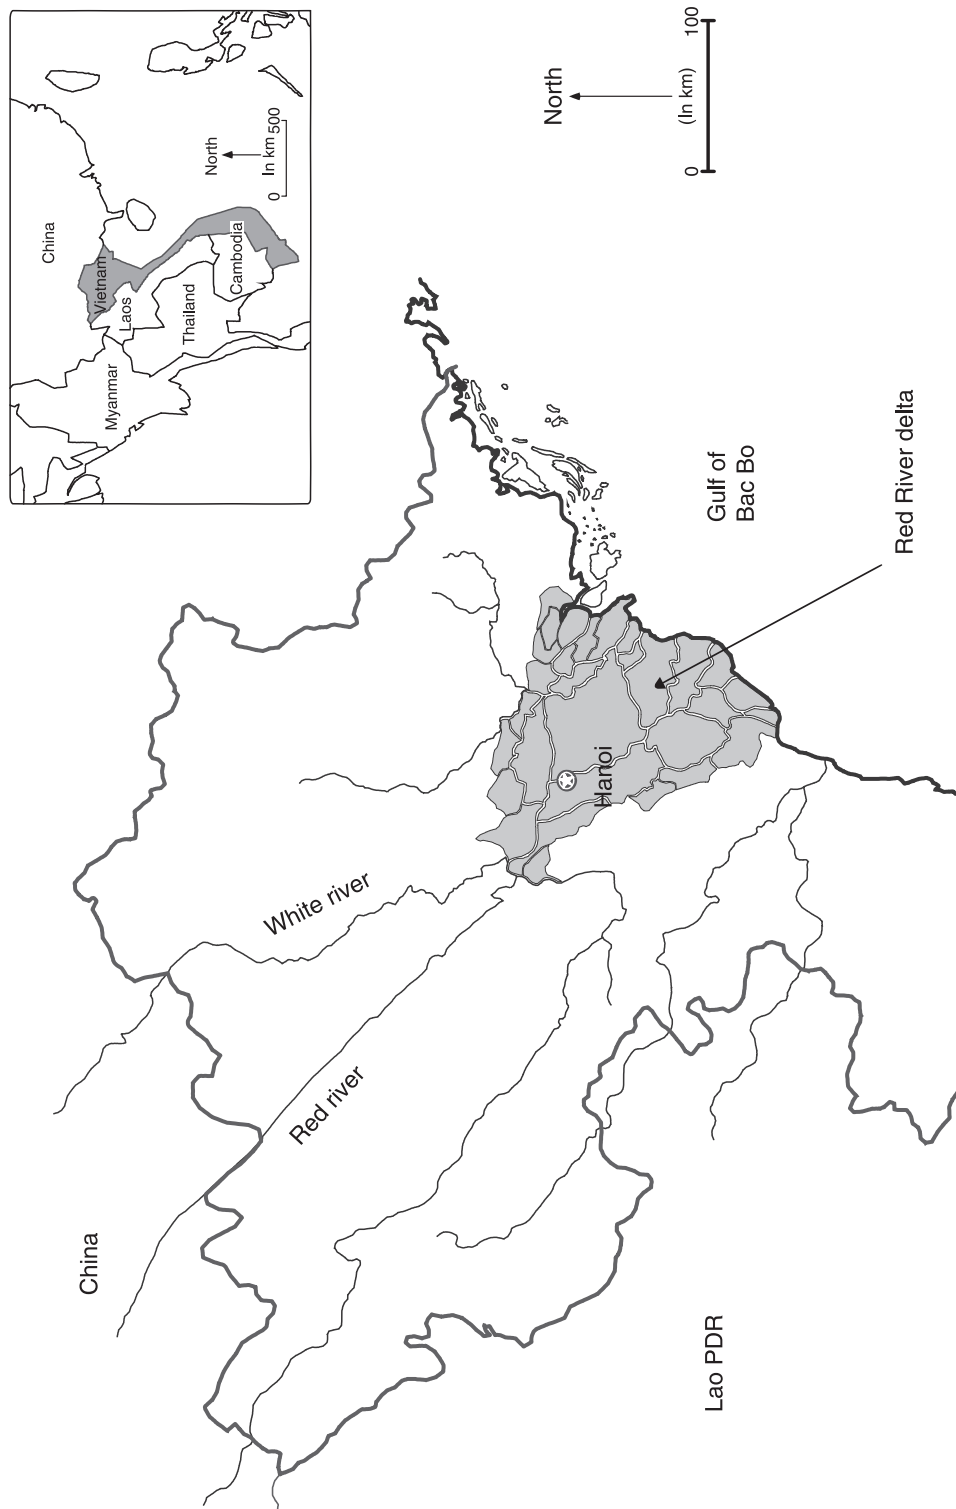 China
Vietnam
Laos
Myanmar
Thailand
Cambodia
North
In km
0
500
North
(In km)
0
100
China
White river
Red river
Hanoi
Gulf of
Bac Bo
Red River delta
Lao PDR